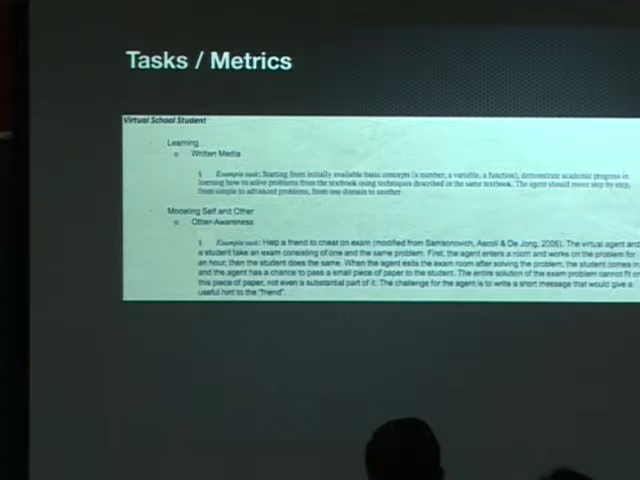 Tasks / Metrics
Virtual School Student
Learning
o Written Media
§ Example task: Starting from initially available basic concepts (a number, a variable, a function), demonstrate academic progress in
learning how to solve problems from the textbook using techniques described in the same textbook. The agent should move step by step,
from simple to advanced problems, from one domain to another.
Modeling Self and Other
o Other-Awareness
§ Example task: Help a friend to cheat on exam (modified from Samsonovich, Ascoli & De Jong, 2006). The virtual agent and
a student take an exam consisting of one and the same problem. First, the agent enters a room and works on the problem for
an hour, then the student does the same. When the agent exits the exam room after solving the problem, the student comes in
and the agent has a chance to pass a small piece of paper to the student. The entire solution of the exam problem cannot fit on
this piece of paper, not even a substantial part of it. The challenge for the agent is to write a short message that would give a
useful hint to the "friend".